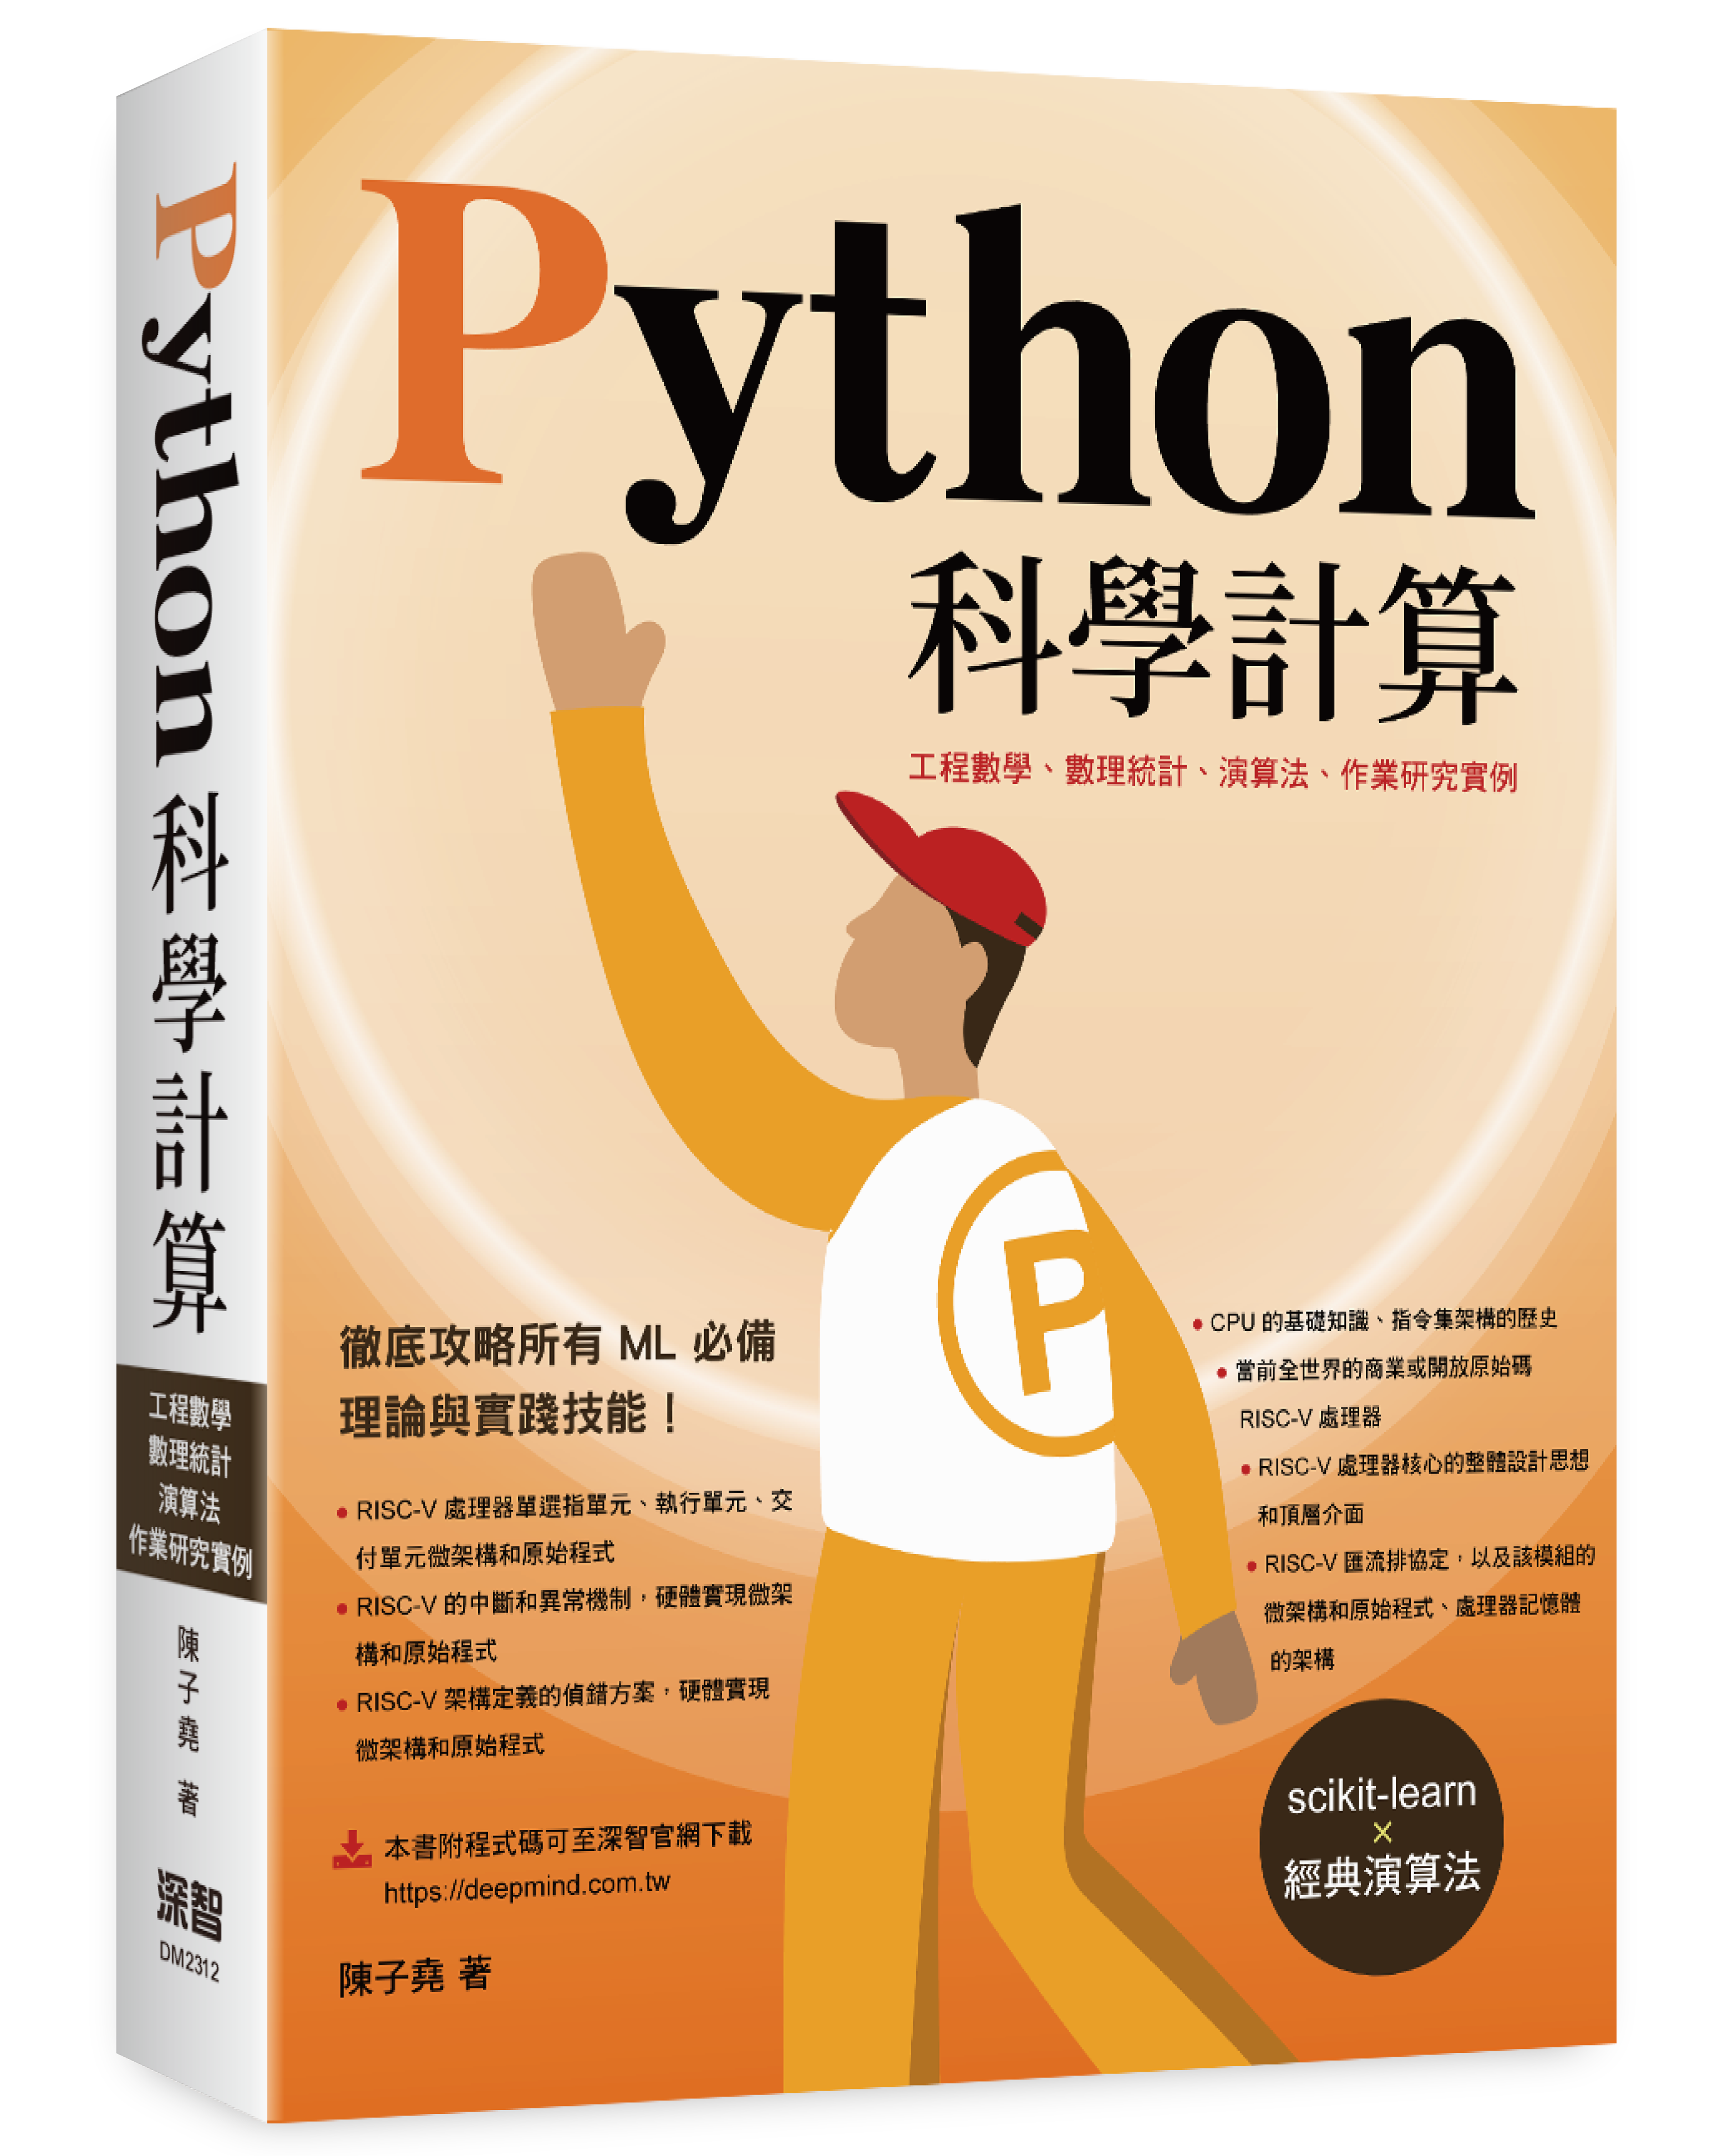 Python
科學計算
工程數學、數理統計、演算法、作業研究實例
徹底攻略所有 ML 必備
理論與實踐技能！
RISC-V 處理器單選指單元、執行單元、交
付單元微架構和原始程式
RISC-V 的中斷和異常機制，硬體實現微架
構和原始程式
RISC-V 架構定義的偵錯方案，硬體實現
微架構和原始程式
CPU 的基礎知識、指令集架構的歷史
當前全世界的商業或開放原始碼
RISC-V 處理器
RISC-V 處理器核心的整體設計思想
和頂層介面
RISC-V 匯流排協定，以及該模組的
微架構和原始程式、處理器記憶體
的架構
本書附程式碼可至深智官網下載
https://deepmind.com.tw
陳子堯 著
scikit-learn
×
經典演算法
P
Python 科學計算
工程數學
數理統計
演算法
作業研究實例
陳子堯 著
深智
DM2312